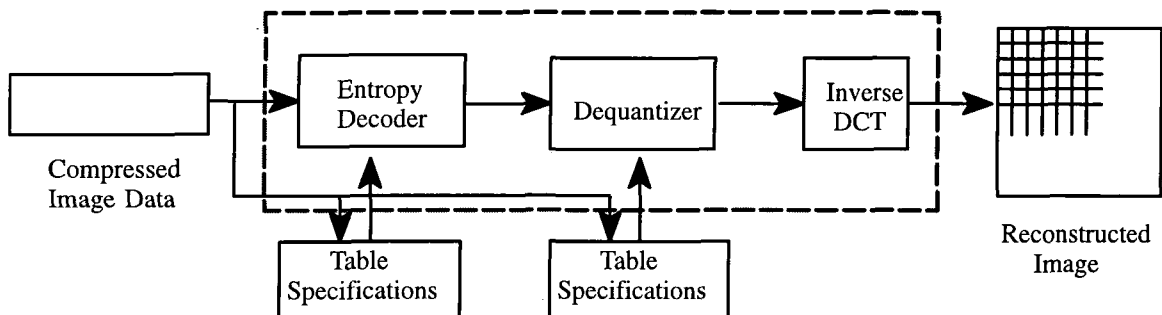 Compressed
Image Data
Entropy
Decoder
Dequantizer
Inverse
DCT
Table
Specifications
Table
Specifications
Reconstructed
Image